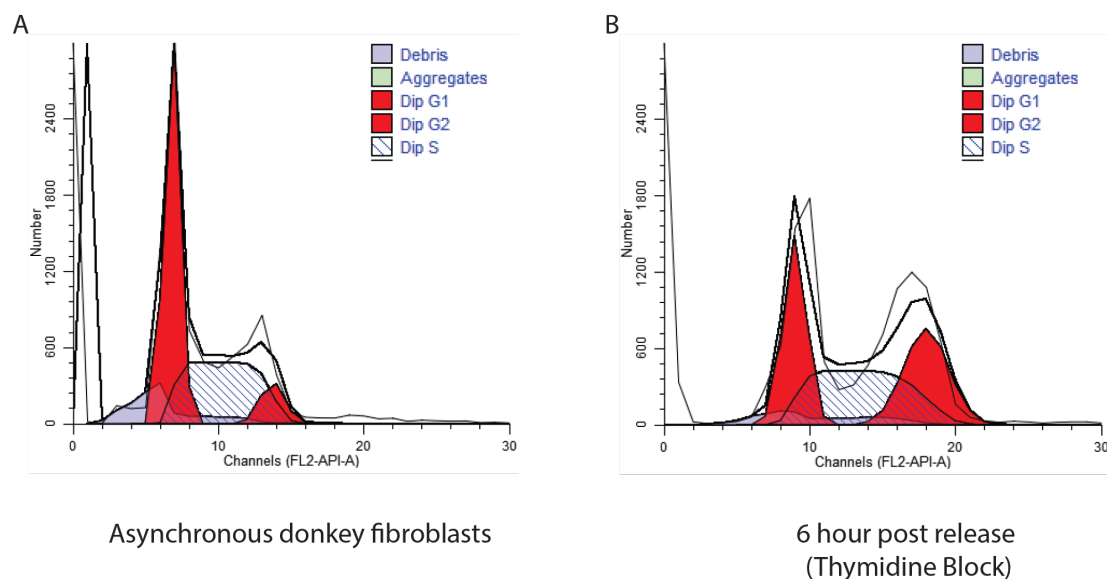 A
B
Debris
Aggregates
Dip G1
Dip G2
Dip S
Number
0 600 1200 1800 2400
0 10 20 30
Channels (FL2-API-A)
Debris
Aggregates
Dip G1
Dip G2
Dip S
Number
0 600 1200 1800 2400
0 10 20 30
Channels (FL2-API-A)
Asynchronous donkey fibroblasts
6 hour post release
(Thymidine Block)